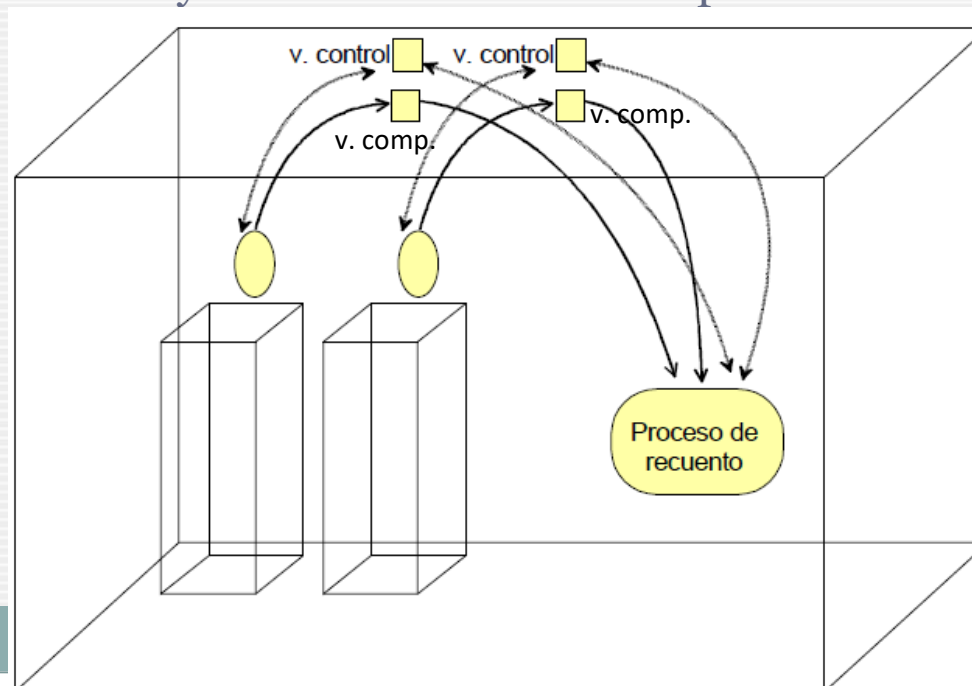 v. control v. control
v. comp.
v. comp.
Proceso de
recuento